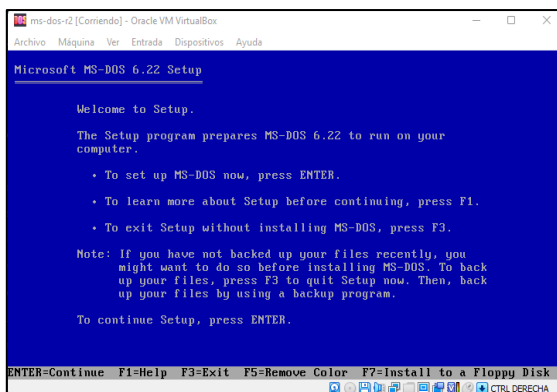 ms-dos-r2 [Corriendo] - Oracle VM VirtualBox
Archivo Máquina Ver Entrada Dispositivos Ayuda
Microsoft MS-DOS 6.22 Setup
Welcome to Setup.
The Setup program prepares MS-DOS 6.22 to run on your
computer.
• To set up MS-DOS now, press ENTER.
• To learn more about Setup before continuing, press F1.
• To exit Setup without installing MS-DOS, press F3.
Note: If you have not backed up your files recently, you
might want to do so before installing MS-DOS. To back
up your files, press F3 to quit Setup now. Then, back
up your files by using a backup program.
To continue Setup, press ENTER.
ENTER=Continue F1=Help F3=Exit F5=Remove Color F7=Install to a Floppy Disk
CTRL DERECHA